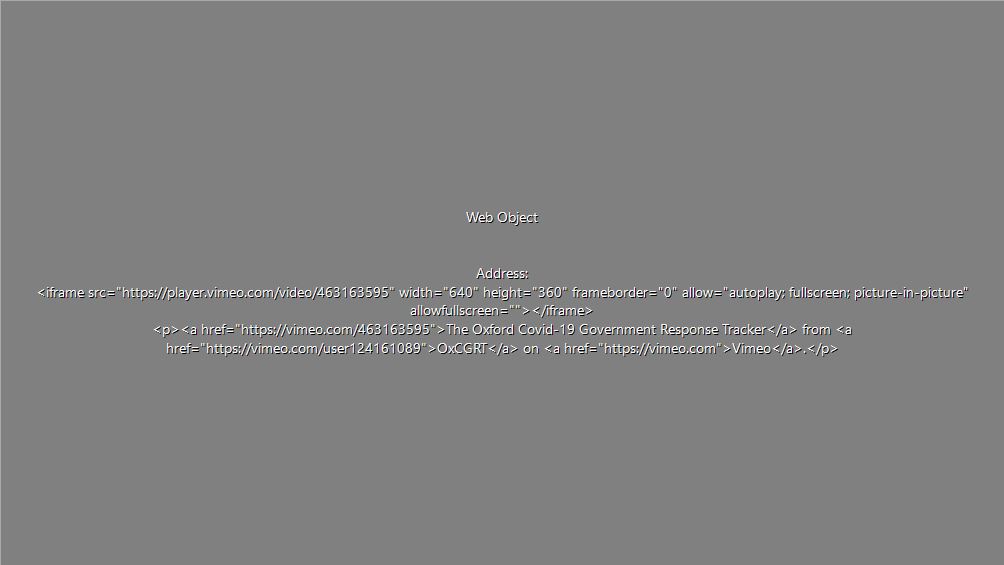 Web Object
Address:
<iframe src="https://player.vimeo.com/video/463163595" width="640" height="360" frameborder="0" allow="autoplay; fullscreen; picture-in-picture"
allowfullscreen=""></iframe>
<p><a href="https://vimeo.com/463163595">The Oxford Covid-19 Government Response Tracker</a> from <a
href="https://vimeo.com/user124161089">OxCGRT</a> on <a href="https://vimeo.com">Vimeo</a>.</p>